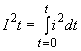 I²t = ∫_{t=0}^{t} i² dt